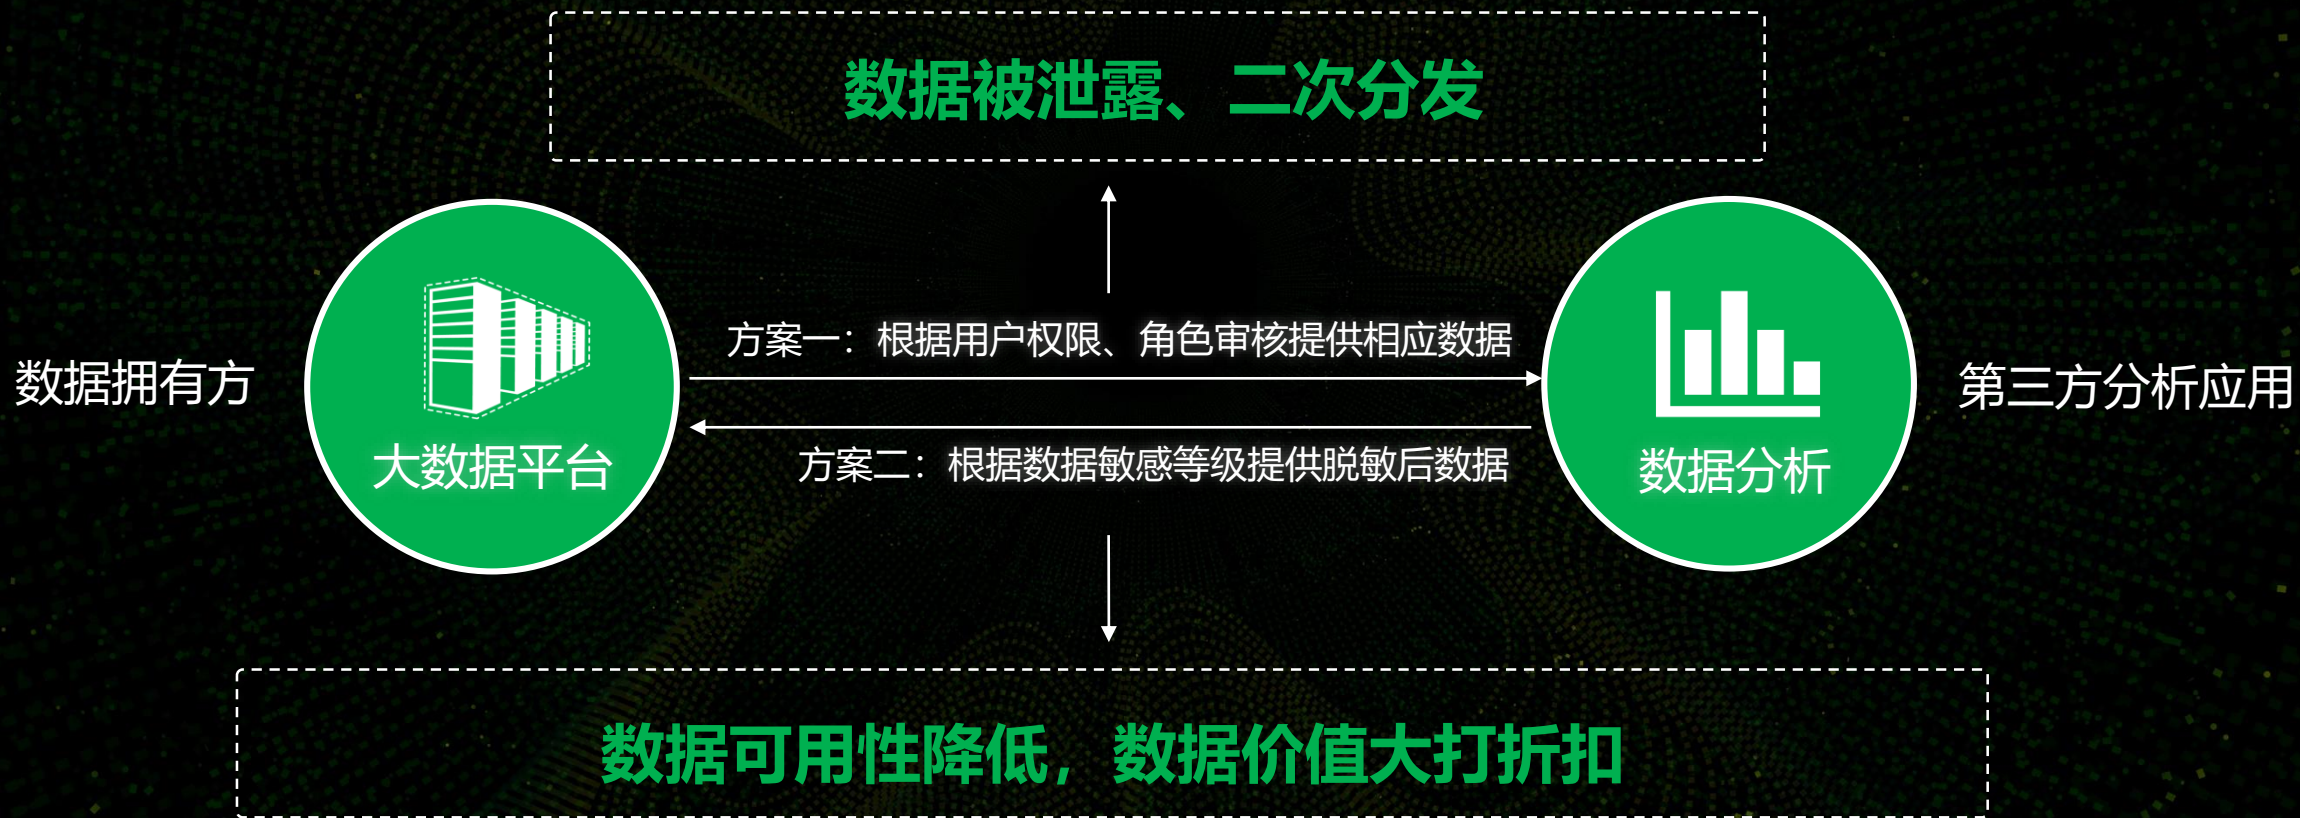 数据被泄露、二次分发
方案一：根据用户权限、角色审核提供相应数据
数据拥有方
大数据平台
方案二：根据数据敏感等级提供脱敏后数据
数据分析
第三方分析应用
数据可用性降低，数据价值大打折扣